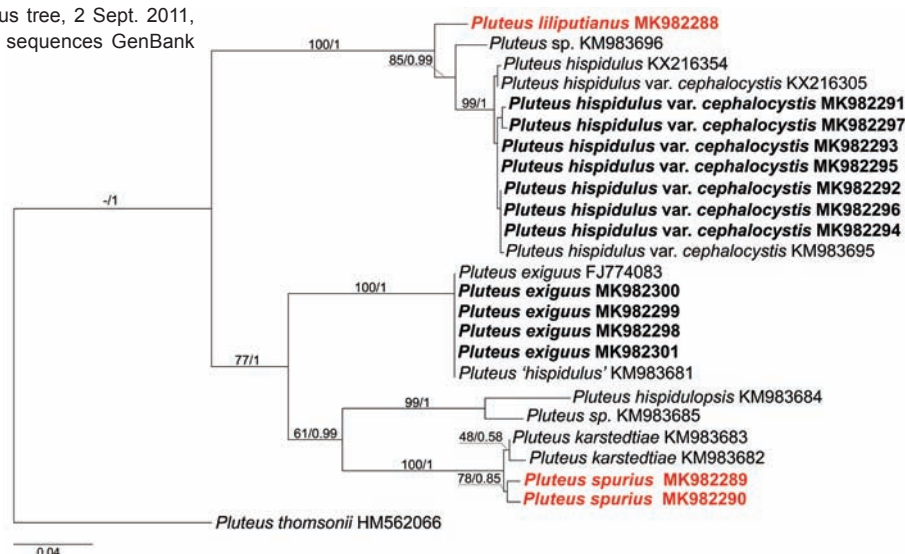 us tree, 2 Sept. 2011,
sequences GenBank
Pluteus liliputianus MK982288
100/1
Pluteus sp. KM983696
85/0.99
Pluteus hispidulus KX216354
Pluteus hispidulus var. cephalocystis KX216305
99/1
Pluteus hispidulus var. cephalocystis MK982291
Pluteus hispidulus var. cephalocystis MK982297
Pluteus hispidulus var. cephalocystis MK982293
Pluteus hispidulus var. cephalocystis MK982295
Pluteus hispidulus var. cephalocystis MK982292
-/1
Pluteus hispidulus var. cephalocystis MK982296
Pluteus hispidulus var. cephalocystis MK982294
Pluteus hispidulus var. cephalocystis KM983695
Pluteus exiguus FJ774083
100/1
Pluteus exiguus MK982300
Pluteus exiguus MK982299
Pluteus exiguus MK982298
Pluteus exiguus MK982301
77/1
Pluteus ‘hispidulus’ KM983681
Pluteus hispidulopsis KM983684
99/1
Pluteus sp. KM983685
61/0.99
48/0.58
Pluteus karstedtiae KM983683
Pluteus karstedtiae KM983682
100/1
78/0.85
Pluteus spurius MK982289
Pluteus spurius MK982290
Pluteus thomsonii HM562066
0.04